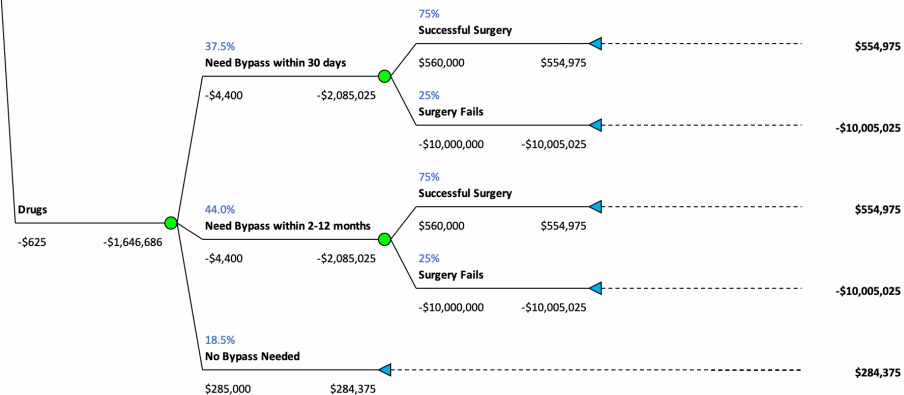 75%
Successful Surgery
$560,000 $554,975
$554,975
37.5%
Need Bypass within 30 days
-$4,400 -$2,085,025
25%
Surgery Fails
-$10,000,000 -$10,005,025
-$10,005,025
Drugs
-$625 -$1,646,686
75%
Successful Surgery
$560,000 $554,975
$554,975
44.0%
Need Bypass within 2-12 months
-$4,400 -$2,085,025
25%
Surgery Fails
-$10,000,000 -$10,005,025
-$10,005,025
18.5%
No Bypass Needed
$285,000 $284,375
$284,375